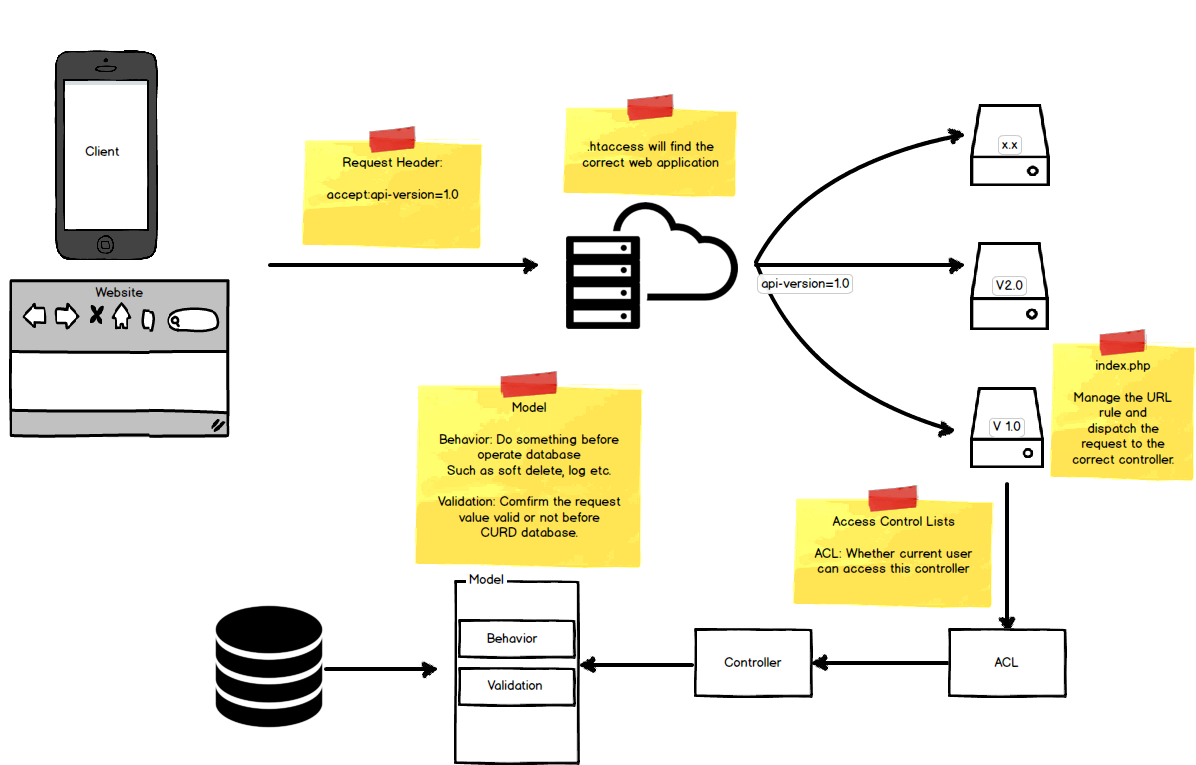 Client
Website
Request Header:
accept:api-version=1.0
.htaccess will find the
correct web application
x.x
V2.0
api-version=1.0
V 1.0
index.php
Manage the URL
rule and
dispatch the
request to the
correct controller.
Model
Behavior: Do something before
operate database
Such as soft delete, log etc.
Validation: Comfirm the request
value valid or not before
CURD database.
Access Control Lists
ACL: Whether current user
can access this controller
Model
Behavior
Validation
Controller
ACL